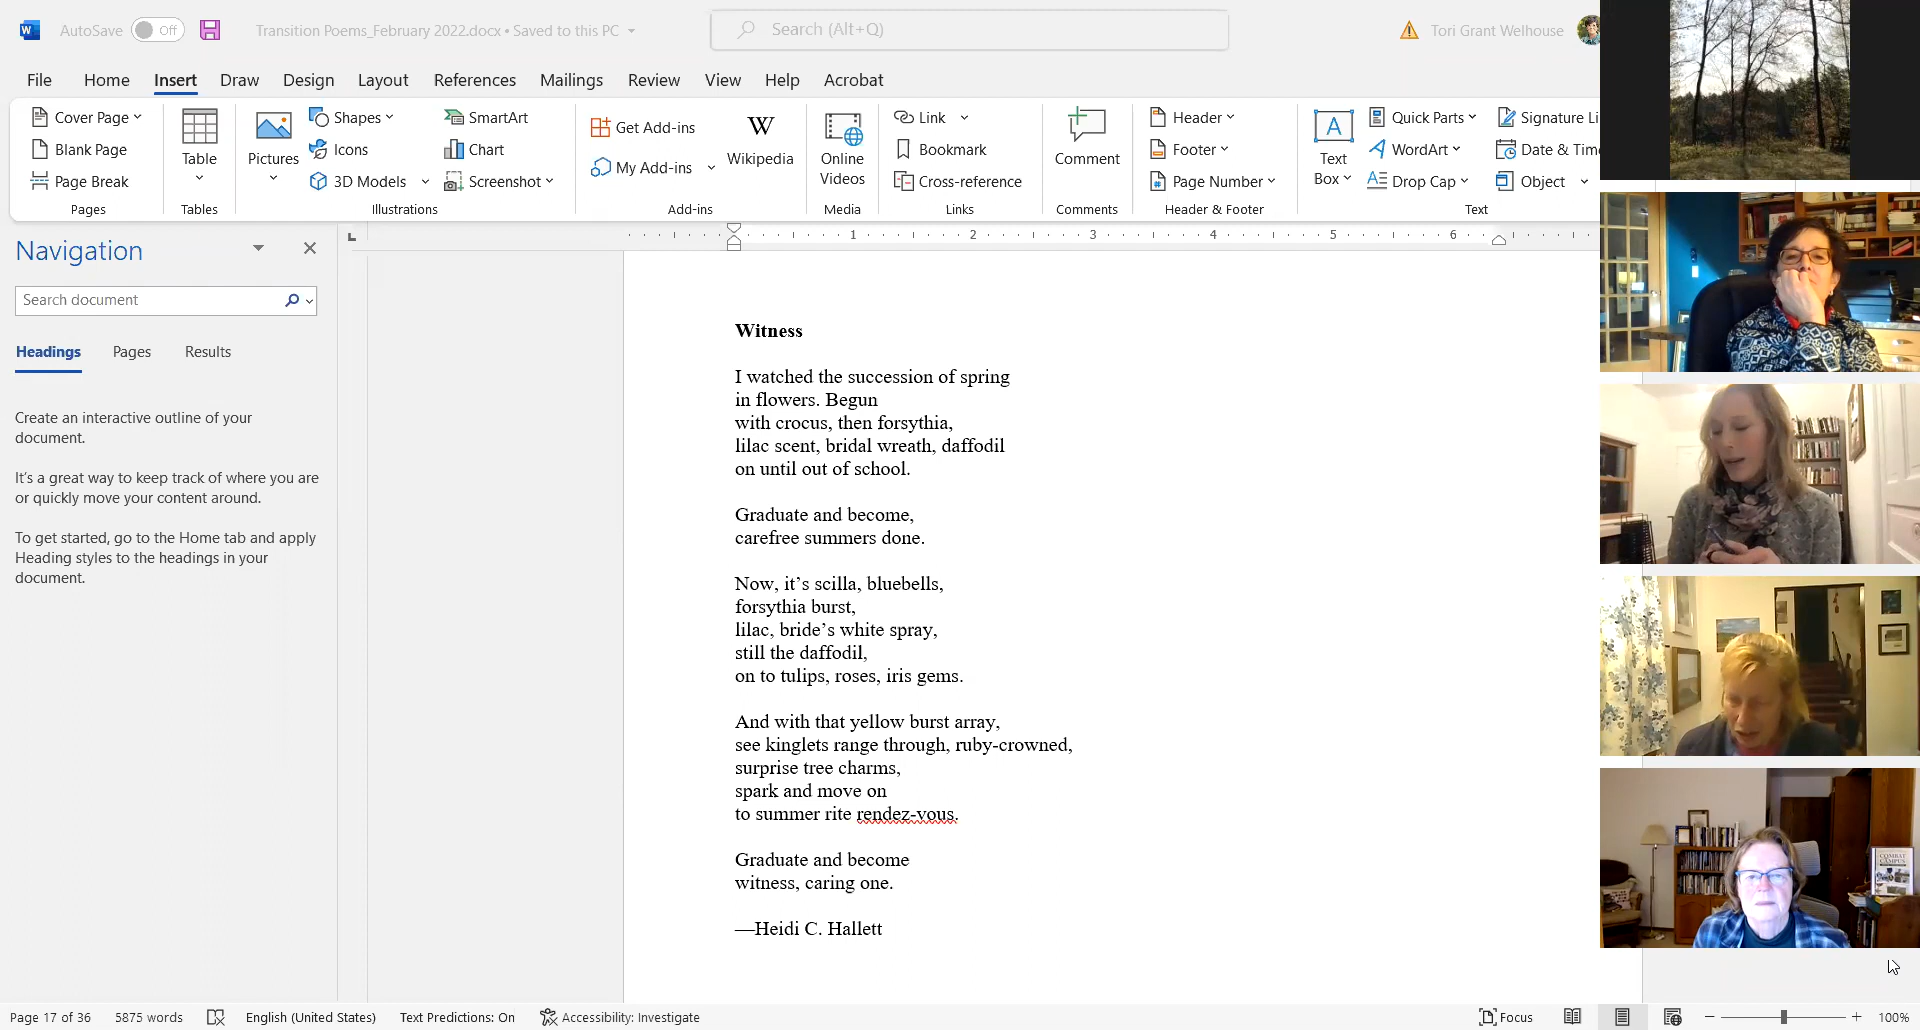 AutoSave Off Transition Poems_February 2022.docx • Saved to this PC Search (Alt+Q) Tori Grant Welhouse
File Home Insert Draw Design Layout References Mailings Review View Help Acrobat
Cover Page
Blank Page
Page Break
Pages
Table
Tables
Pictures
Shapes
Icons
3D Models
SmartArt
Chart
Screenshot
Illustrations
Get Add-ins
My Add-ins
W
Wikipedia
Add-ins
Online
Videos
Media
Link
Bookmark
Cross-reference
Links
Comment
Comments
Header
Footer
Page Number
Header & Footer
Text
Box
Quick Parts
WordArt
Drop Cap
Signature Li
Date & Time
Object
Text
1 2 3 4 5 6
Navigation
Search document
Headings Pages Results
Create an interactive outline of your
document.
It's a great way to keep track of where you are
or quickly move your content around.
To get started, go to the Home tab and apply
Heading styles to the headings in your
document.
Witness
I watched the succession of spring
in flowers. Begun
with crocus, then forsythia,
lilac scent, bridal wreath, daffodil
on until out of school.
Graduate and become,
carefree summers done.
Now, it's scilla, bluebells,
forsythia burst,
lilac, bride's white spray,
still the daffodil,
on to tulips, roses, iris gems.
And with that yellow burst array,
see kinglets range through, ruby-crowned,
surprise tree charms,
spark and move on
to summer rite rendez-vous.
Graduate and become
witness, caring one.
—Heidi C. Hallett
COMBAT
CAMPUS
Page 17 of 36 5875 words English (United States) Text Predictions: On Accessibility: Investigate Focus 100%